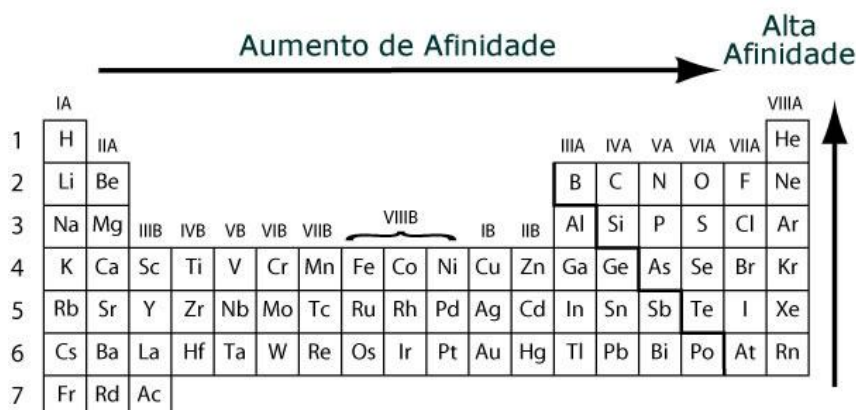 Aumento de Afinidade
Alta
Afinidade
IA VIIIA
1 H IIA IIIA IVA VA VIA VIIA He
2 Li Be B C N O F Ne
3 Na Mg IIIB IVB VB VIB VIIB VIIIB IB IIB Al Si P S Cl Ar
4 K Ca Sc Ti V Cr Mn Fe Co Ni Cu Zn Ga Ge As Se Br Kr
5 Rb Sr Y Zr Nb Mo Tc Ru Rh Pd Ag Cd In Sn Sb Te I Xe
6 Cs Ba La Hf Ta W Re Os Ir Pt Au Hg Tl Pb Bi Po At Rn
7 Fr Rd Ac